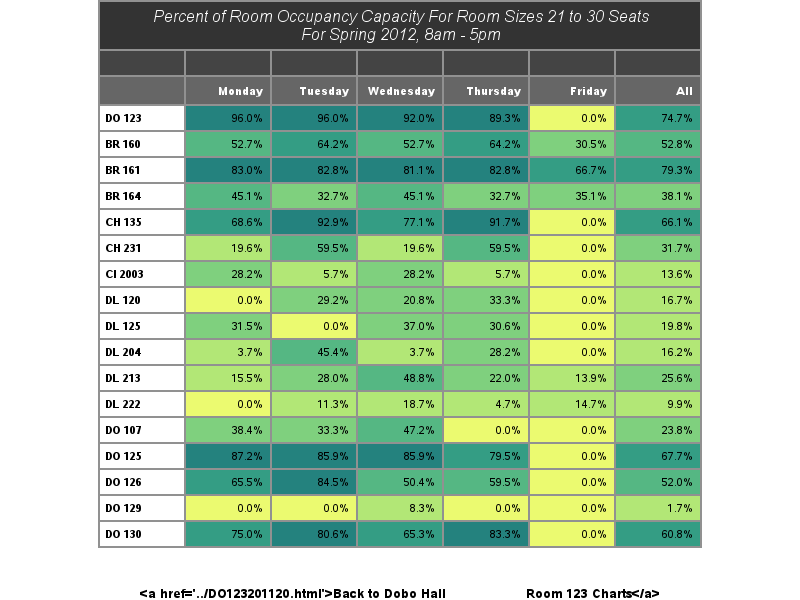 Percent of Room Occupancy Capacity For Room Sizes 21 to 30 Seats
For Spring 2012, 8am - 5pm
Monday Tuesday Wednesday Thursday Friday All
DO 123 96.0% 96.0% 92.0% 89.3% 0.0% 74.7%
BR 160 52.7% 64.2% 52.7% 64.2% 30.5% 52.8%
BR 161 83.0% 82.8% 81.1% 82.8% 66.7% 79.3%
BR 164 45.1% 32.7% 45.1% 32.7% 35.1% 38.1%
CH 135 68.6% 92.9% 77.1% 91.7% 0.0% 66.1%
CH 231 19.6% 59.5% 19.6% 59.5% 0.0% 31.7%
CI 2003 28.2% 5.7% 28.2% 5.7% 0.0% 13.6%
DL 120 0.0% 29.2% 20.8% 33.3% 0.0% 16.7%
DL 125 31.5% 0.0% 37.0% 30.6% 0.0% 19.8%
DL 204 3.7% 45.4% 3.7% 28.2% 0.0% 16.2%
DL 213 15.5% 28.0% 48.8% 22.0% 13.9% 25.6%
DL 222 0.0% 11.3% 18.7% 4.7% 14.7% 9.9%
DO 107 38.4% 33.3% 47.2% 0.0% 0.0% 23.8%
DO 125 87.2% 85.9% 85.9% 79.5% 0.0% 67.7%
DO 126 65.5% 84.5% 50.4% 59.5% 0.0% 52.0%
DO 129 0.0% 0.0% 8.3% 0.0% 0.0% 1.7%
DO 130 75.0% 80.6% 65.3% 83.3% 0.0% 60.8%
<a href='../DO123201120.html'>Back to Dobo Hall Room 123 Charts</a>